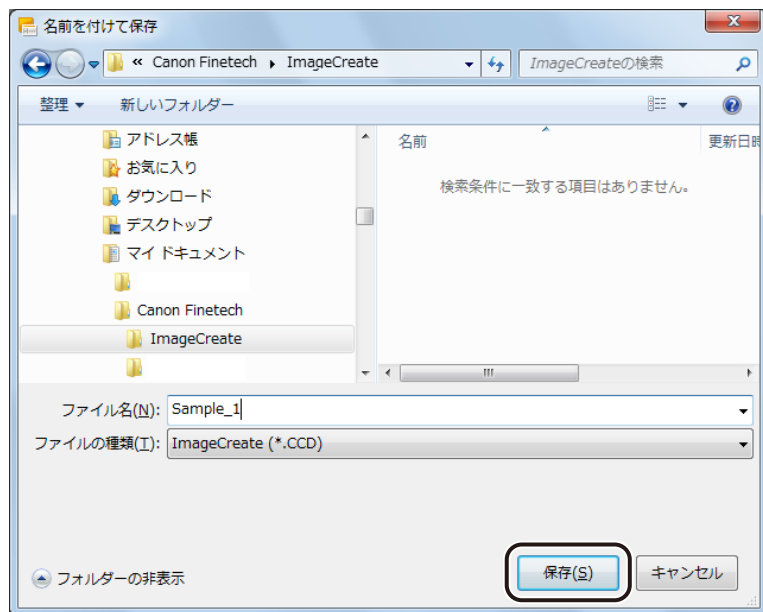 名前を付けて保存
« Canon Finetech ImageCreate ImageCreateの検索
整理 新しいフォルダー
アドレス帳
お気に入り
ダウンロード
デスクトップ
マイ ドキュメント
Canon Finetech
ImageCreate
名前 更新日時
検索条件に一致する項目はありません。
ファイル名(N): Sample_1
ファイルの種類(T): ImageCreate (*.CCD)
フォルダーの非表示 保存(S) キャンセル